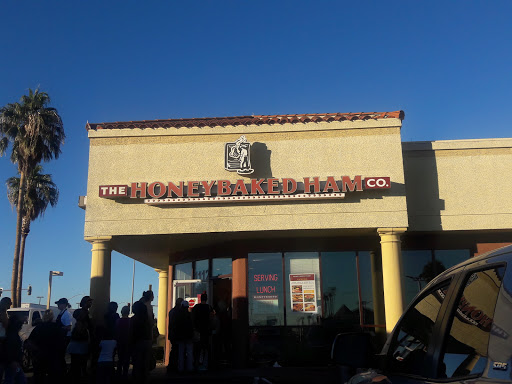 THE HONEYBAKED HAM CO.
SERVING
LUNCH